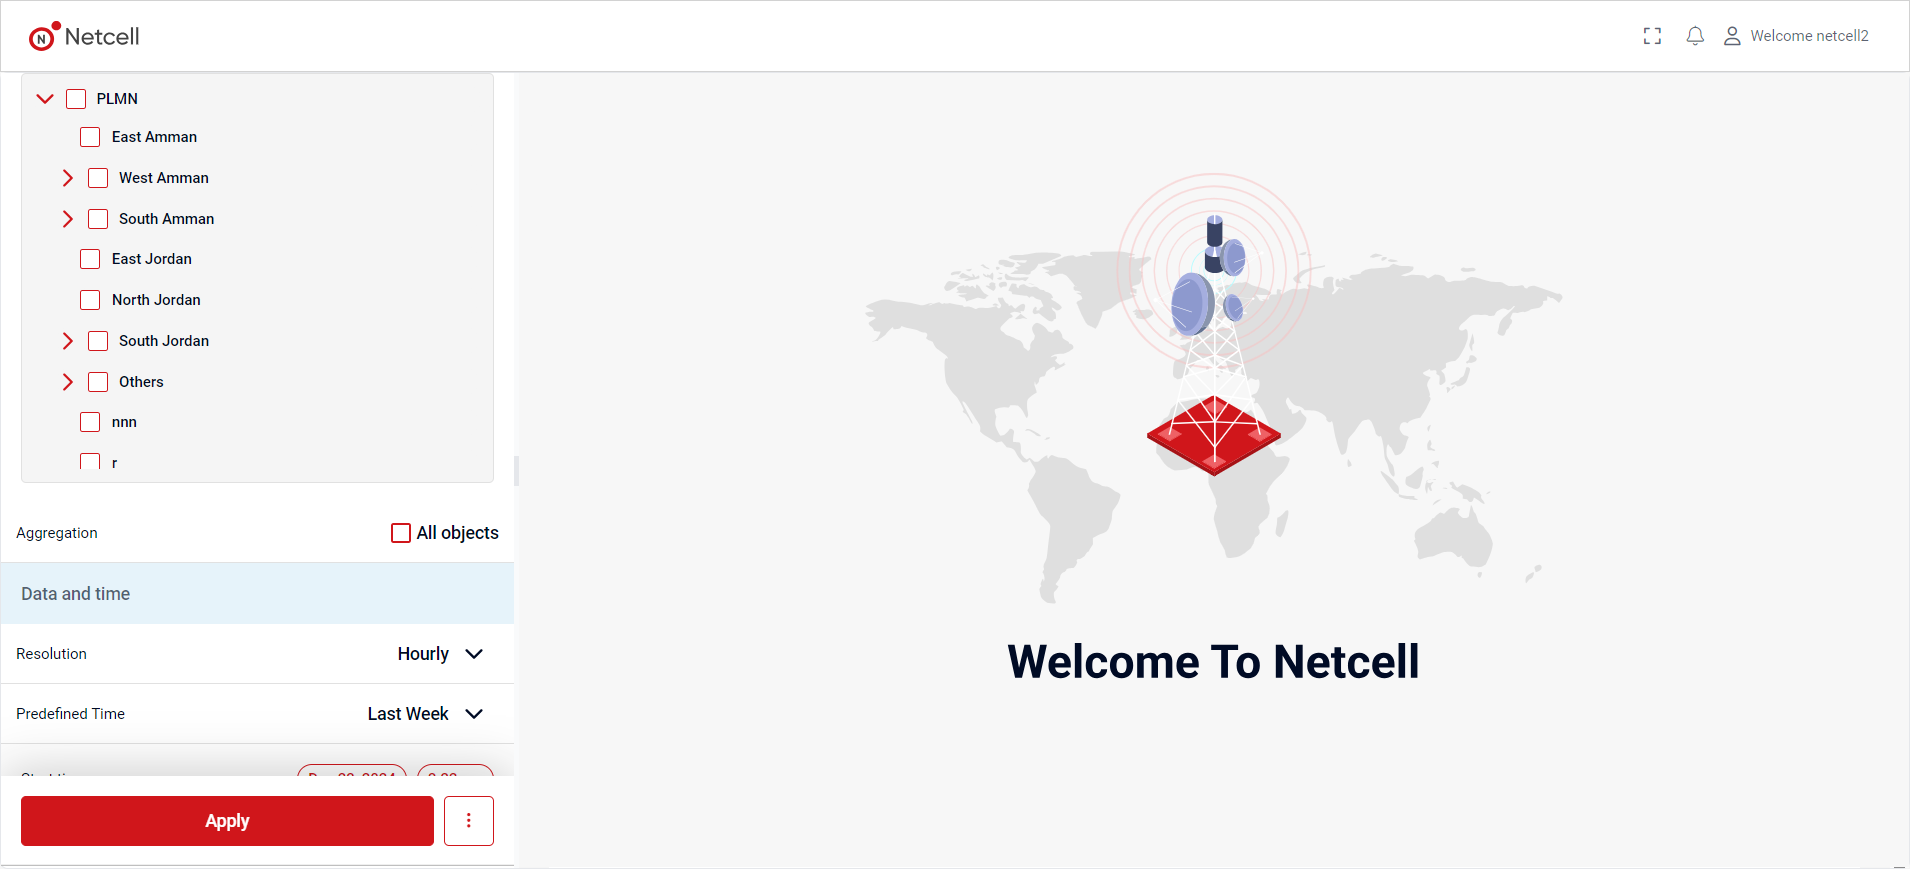 N Netcell
Welcome netcell2
PLMN
East Amman
West Amman
South Amman
East Jordan
North Jordan
South Jordan
Others
nnn
r
Aggregation
All objects
Data and time
Resolution
Hourly
Predefined Time
Last Week
Apply
Welcome To Netcell